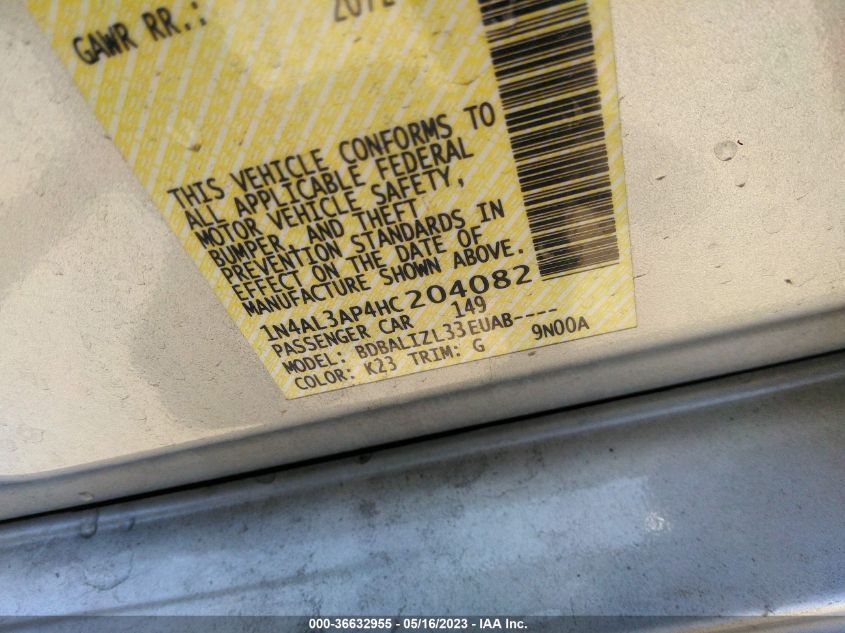 GAWR RR.:
THIS VEHICLE CONFORMS TO
ALL APPLICABLE FEDERAL
MOTOR VEHICLE SAFETY,
BUMPER, AND THEFT
PREVENTION STANDARDS IN
EFFECT ON THE DATE OF
MANUFACTURE SHOWN ABOVE.
1N4AL3AP4HC204082
PASSENGER CAR 149
MODEL: BDBALIZL33EUAB----
COLOR: K23 TRIM: G 9N00A
000-36632955 - 05/16/2023 - IAA Inc.